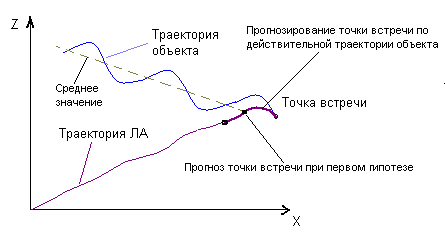 Z
Траектория
объекта
Прогнозирование точки встречи по
действительной траектории объекта
Среднее
значение
Точка встречи
Траектория ЛА
Прогноз точки встречи при первом гипотезе
X